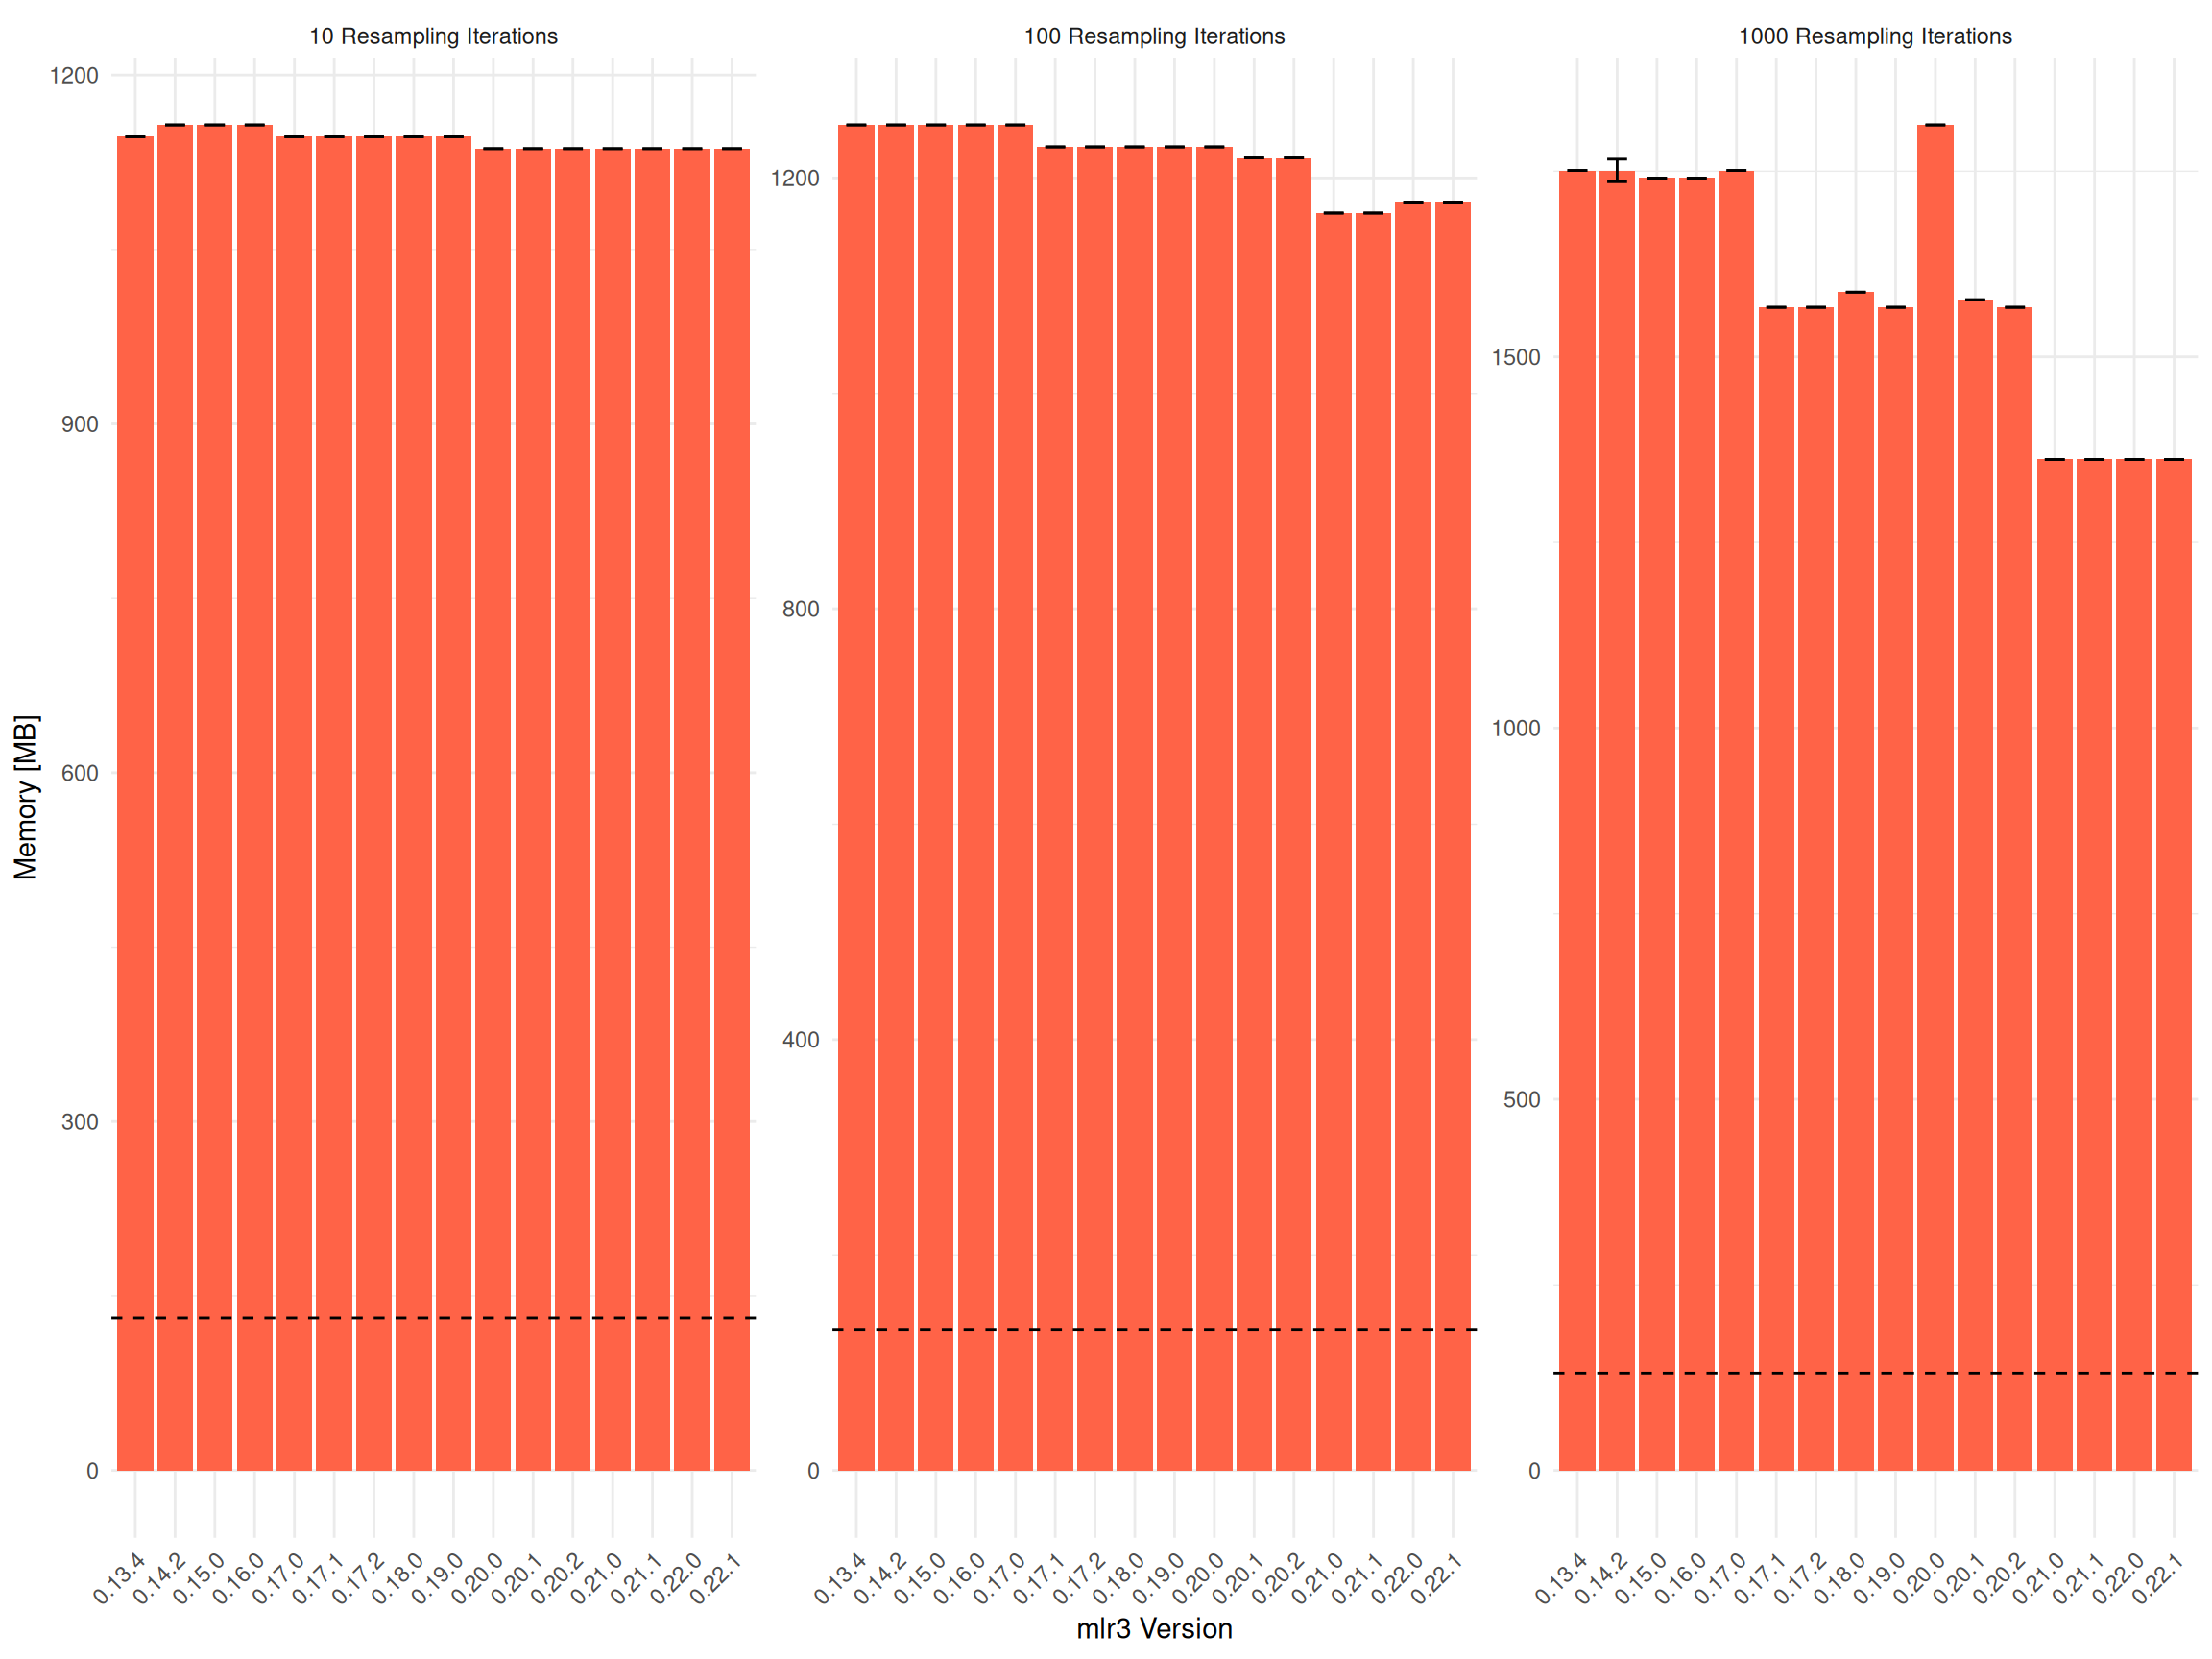 10 Resampling Iterations
100 Resampling Iterations
1000 Resampling Iterations
Memory [MB]
1200
900
600
300
0
1200
800
400
0
1500
1000
500
0
0.13.4 0.14.2 0.15.0 0.16.0 0.17.0 0.17.1 0.17.2 0.18.0 0.19.0 0.20.0 0.20.1 0.20.2 0.21.0 0.21.1 0.22.0 0.22.1
0.13.4 0.14.2 0.15.0 0.16.0 0.17.0 0.17.1 0.17.2 0.18.0 0.19.0 0.20.0 0.20.1 0.20.2 0.21.0 0.21.1 0.22.0 0.22.1
0.13.4 0.14.2 0.15.0 0.16.0 0.17.0 0.17.1 0.17.2 0.18.0 0.19.0 0.20.0 0.20.1 0.20.2 0.21.0 0.21.1 0.22.0 0.22.1
mlr3 Version